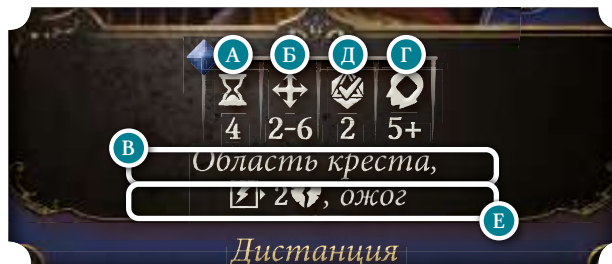 А Б Д Г
4 2-6 2 5+
В
Область креста,
2, ожог
Е
Дистанция